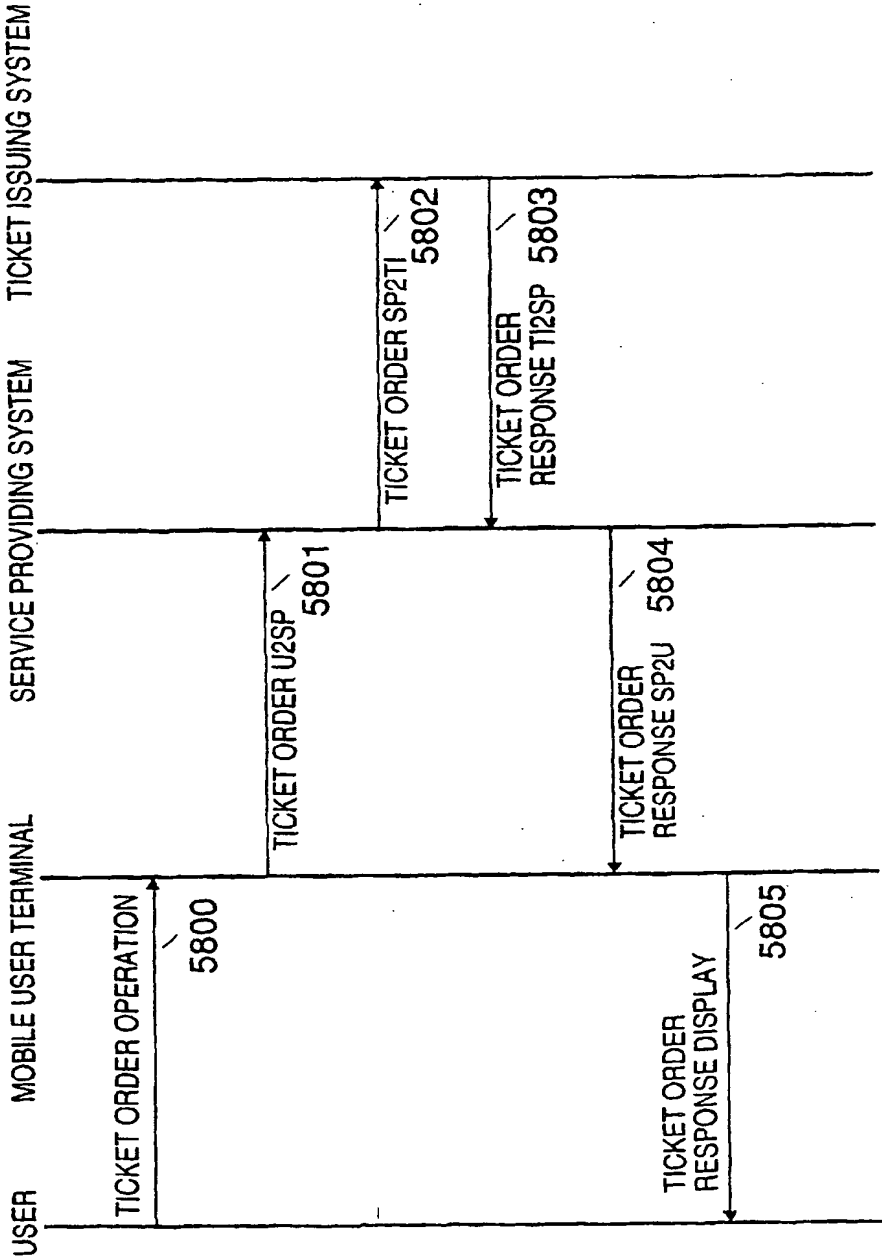 USER
MOBILE USER TERMINAL
SERVICE PROVIDING SYSTEM
TICKET ISSUING SYSTEM
TICKET ORDER OPERATION
5800
TICKET ORDER U2SP
5801
TICKET ORDER SP2TI
5802
TICKET ORDER
RESPONSE TI2SP
5803
TICKET ORDER
RESPONSE SP2U
5804
TICKET ORDER
RESPONSE DISPLAY
5805